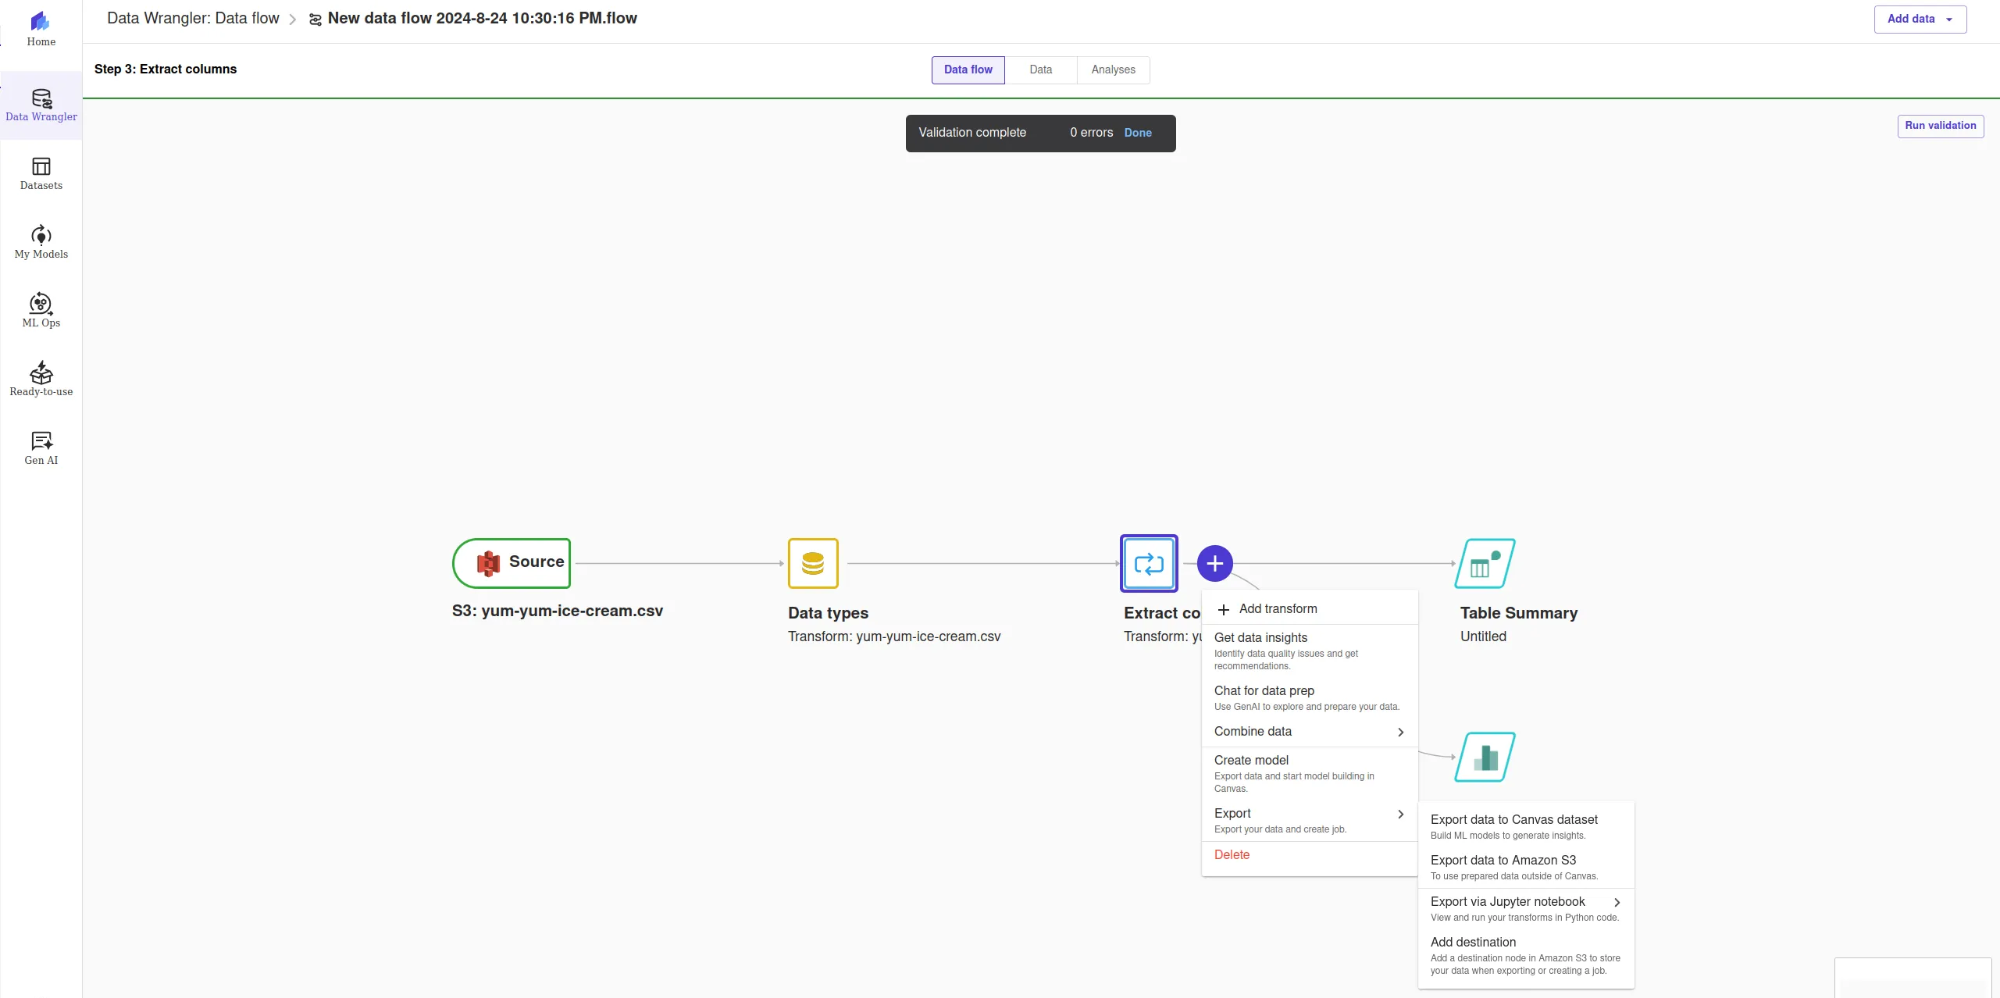 Data Wrangler: Data flow
New data flow 2024-8-24 10:30:16 PM.flow
Add data
Home
Data Wrangler
Datasets
My Models
ML Ops
Ready-to-use
Gen AI
Step 3: Extract columns
Data flow
Data
Analyses
Validation complete
0 errors
Done
Run validation
Source
S3: yum-yum-ice-cream.csv
Data types
Transform: yum-yum-ice-cream.csv
Extract co
Transform: yu
Table Summary
Untitled
Add transform
Get data insights
Identify data quality issues and get
recommendations.
Chat for data prep
Use GenAI to explore and prepare your data.
Combine data
Create model
Export data and start model building in
Canvas.
Export
Export your data and create job.
Delete
Export data to Canvas dataset
Build ML models to generate insights.
Export data to Amazon S3
To use prepared data outside of Canvas.
Export via Jupyter notebook
View and run your transforms in Python code.
Add destination
Add a destination node in Amazon S3 to store
your data when exporting or creating a job.